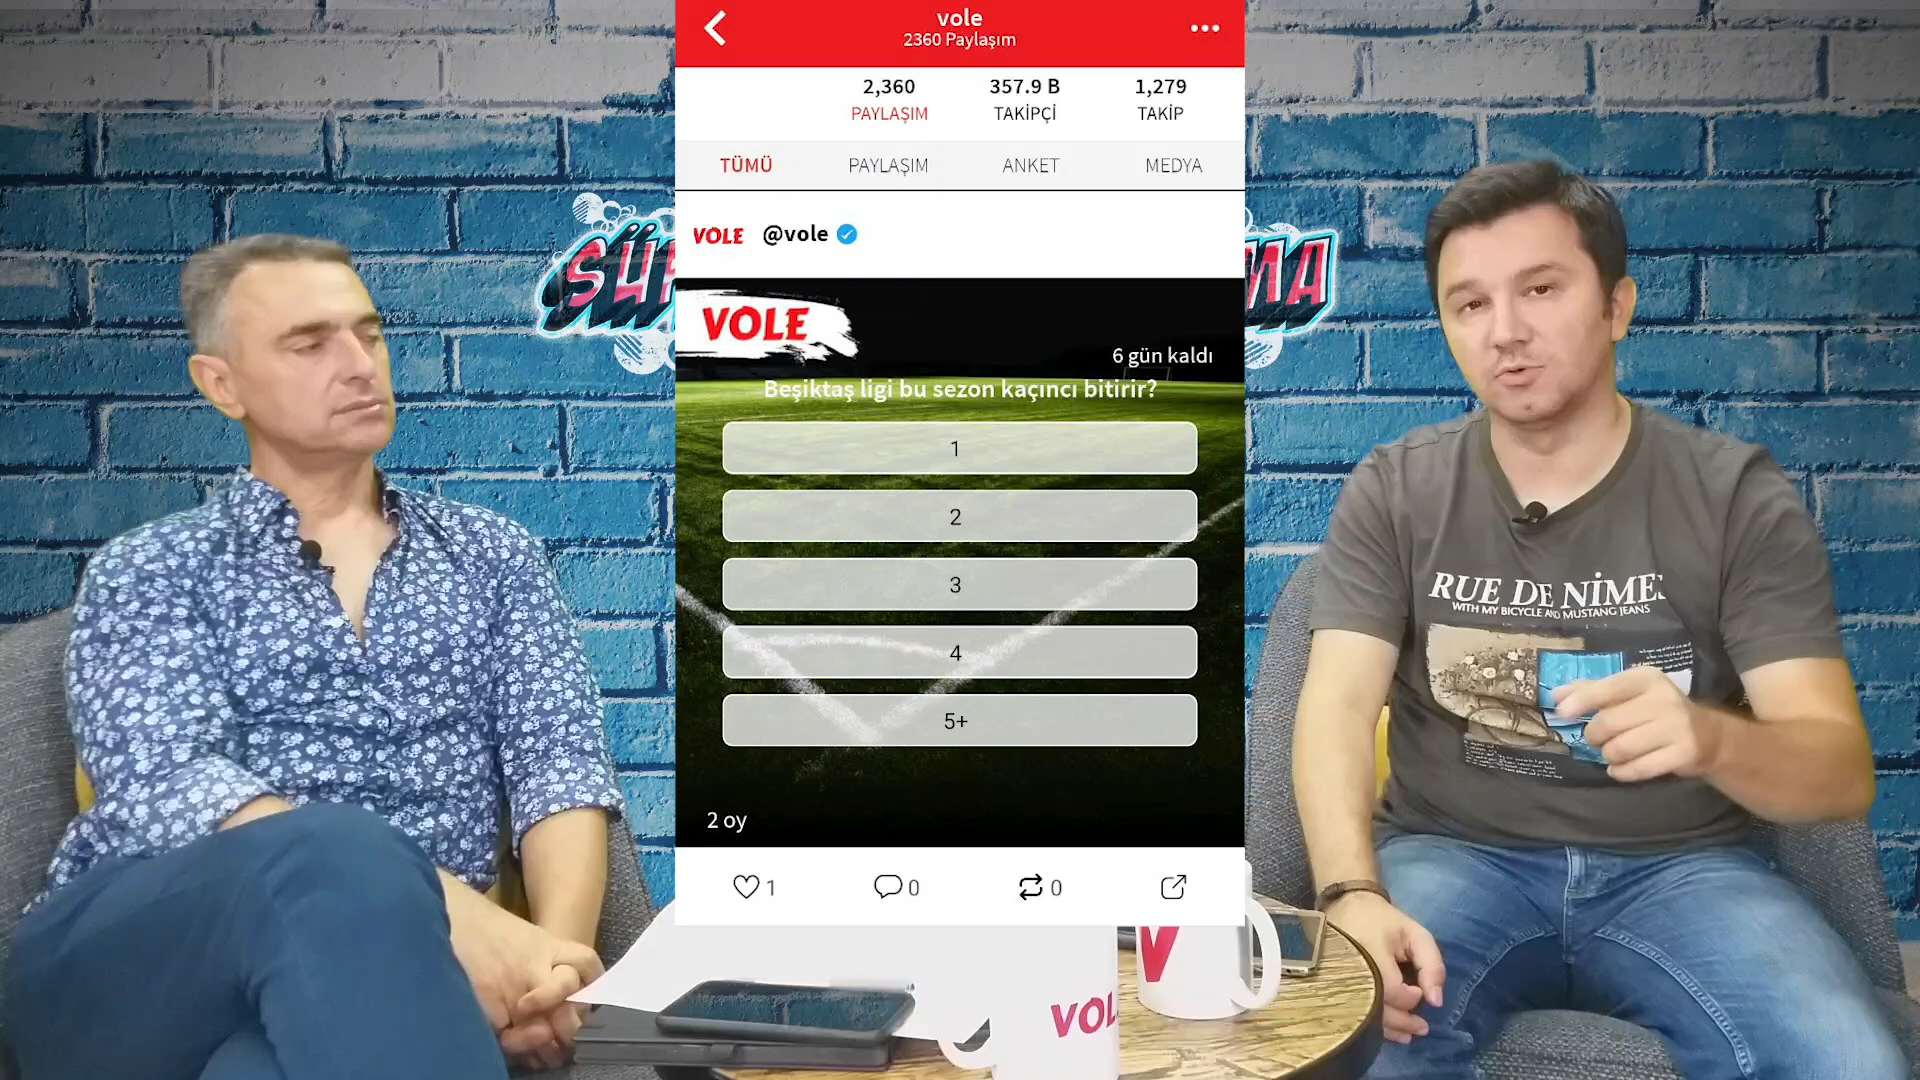 vole
2360 Paylaşım
2,360
357.9 B
1,279
PAYLAŞIM
TAKİPÇİ
TAKİP
TÜMÜ
PAYLAŞIM
ANKET
MEDYA
VOLE
@vole
VOLE
6 gün kaldı
Beşiktaş ligi bu sezon kaçıncı bitirir?
1
2
3
4
5+
2 oy
1
0
0
RUE DE NİMES
WITH MY BICYCLE AND MUSTANG JEANS
V
VOL